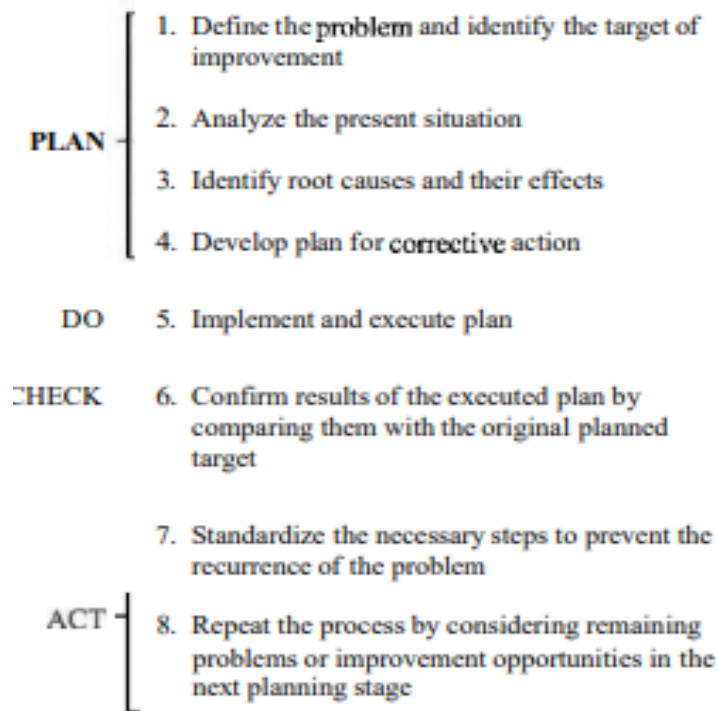 1. Define the problem and identify the target of
improvement
PLAN
2. Analyze the present situation
3. Identify root causes and their effects
4. Develop plan for corrective action
DO 5. Implement and execute plan
CHECK 6. Confirm results of the executed plan by
comparing them with the original planned
target
7. Standardize the necessary steps to prevent the
recurrence of the problem
ACT
8. Repeat the process by considering remaining
problems or improvement opportunities in the
next planning stage